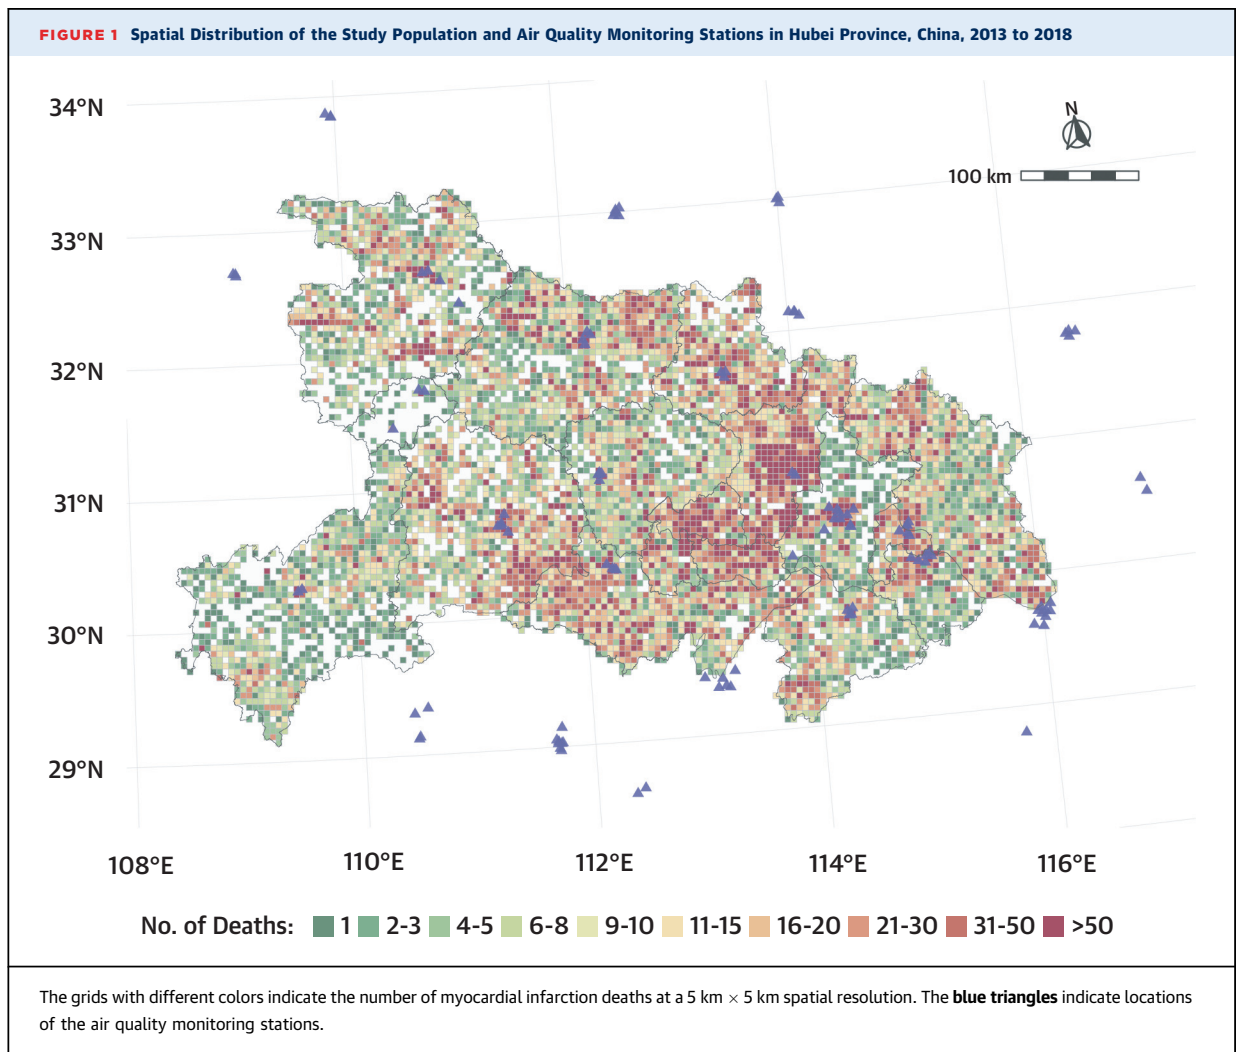 FIGURE 1 Spatial Distribution of the Study Population and Air Quality Monitoring Stations in Hubei Province, China, 2013 to 2018
34°N
N
100 km
33°N
32°N
31°N
30°N
29°N
108°E 110°E 112°E 114°E 116°E
No. of Deaths: 1 2-3 4-5 6-8 9-10 11-15 16-20 21-30 31-50 >50
The grids with different colors indicate the number of myocardial infarction deaths at a 5 km × 5 km spatial resolution. The blue triangles indicate locations
of the air quality monitoring stations.